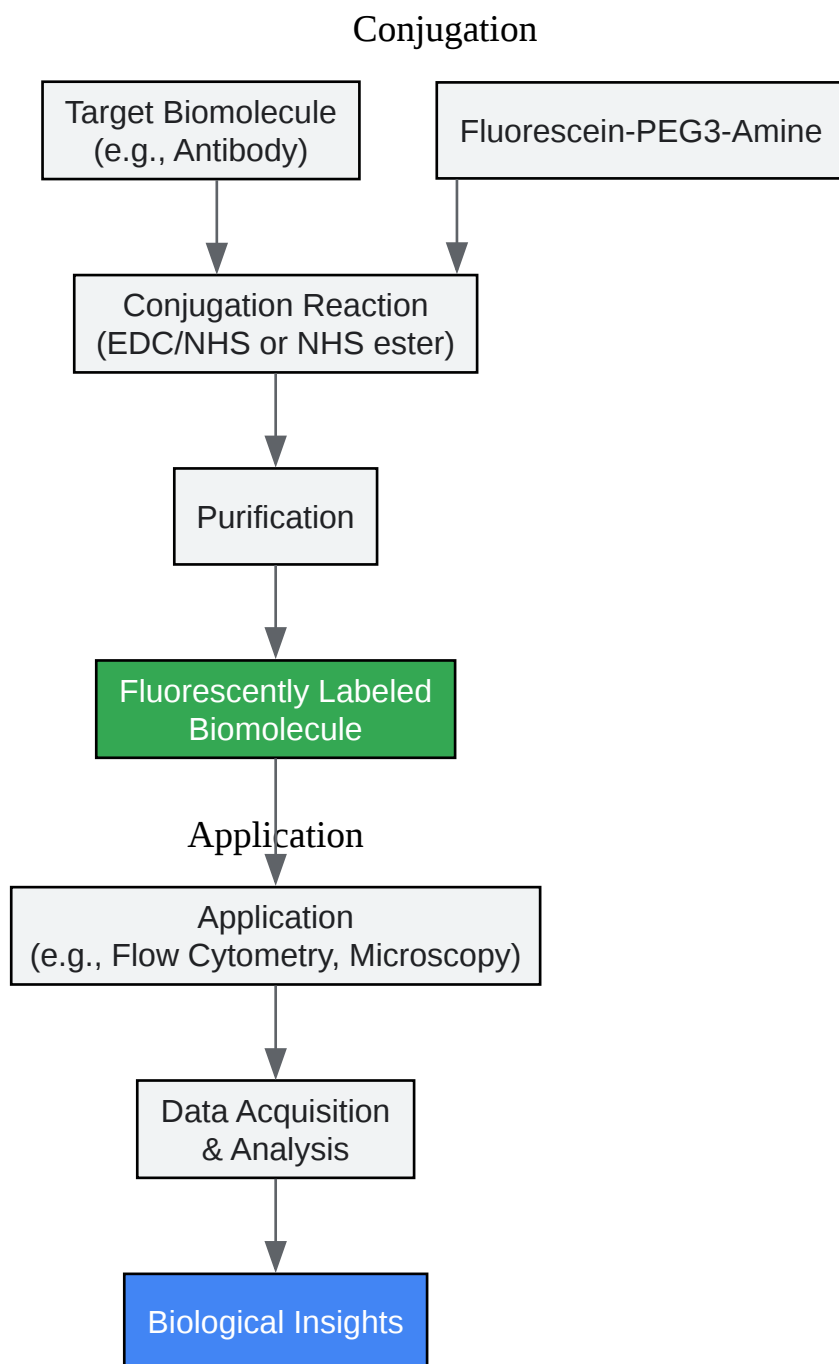 Conjugation
Target Biomolecule
(e.g., Antibody)
Fluorescein-PEG3-Amine
Conjugation Reaction
(EDC/NHS or NHS ester)
Purification
Fluorescently Labeled
Biomolecule
Application
Application
(e.g., Flow Cytometry, Microscopy)
Data Acquisition
& Analysis
Biological Insights